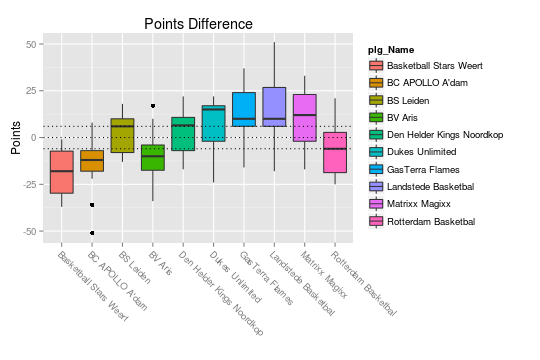 Points Difference
Points
50
25
0
-25
-50
Basketball Stars Weert
BC APOLLO A'dam
BS Leiden
BV Aris
Den Helder Kings Noordkop
Dukes Unlimited
GasTerra Flames
Landstede Basketbal
Matrixx Magixx
Rotterdam Basketbal
plg_Name
Basketball Stars Weert
BC APOLLO A'dam
BS Leiden
BV Aris
Den Helder Kings Noordkop
Dukes Unlimited
GasTerra Flames
Landstede Basketbal
Matrixx Magixx
Rotterdam Basketbal